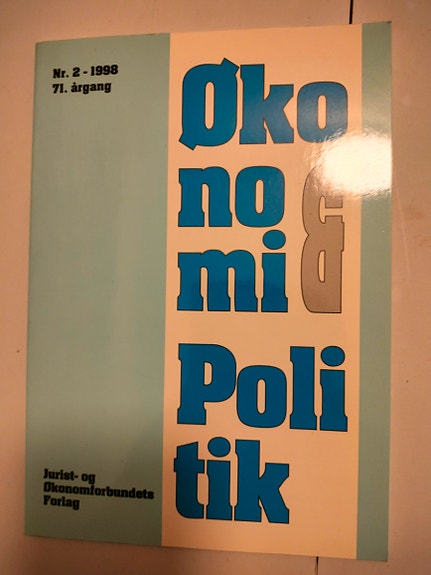 Nr. 2 - 1998
71. årgang
Øko
no
mi &
Poli
tik
Jurist- og
Økonomforbundets
Forlag